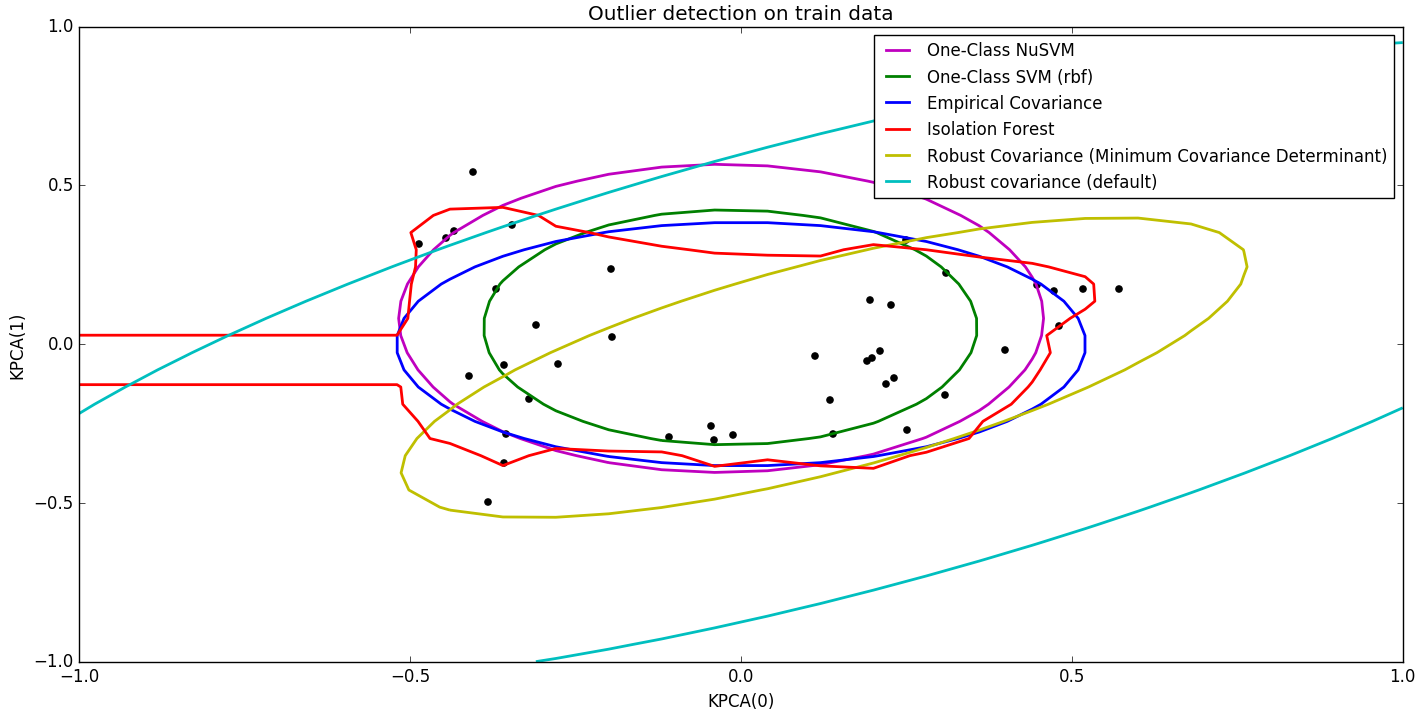 Outlier detection on train data
One-Class NuSVM
One-Class SVM (rbf)
Empirical Covariance
Isolation Forest
Robust Covariance (Minimum Covariance Determinant)
Robust covariance (default)
1.0
0.5
0.0
−0.5
−1.0
KPCA(1)
−1.0 −0.5 0.0 0.5 1.0
KPCA(0)